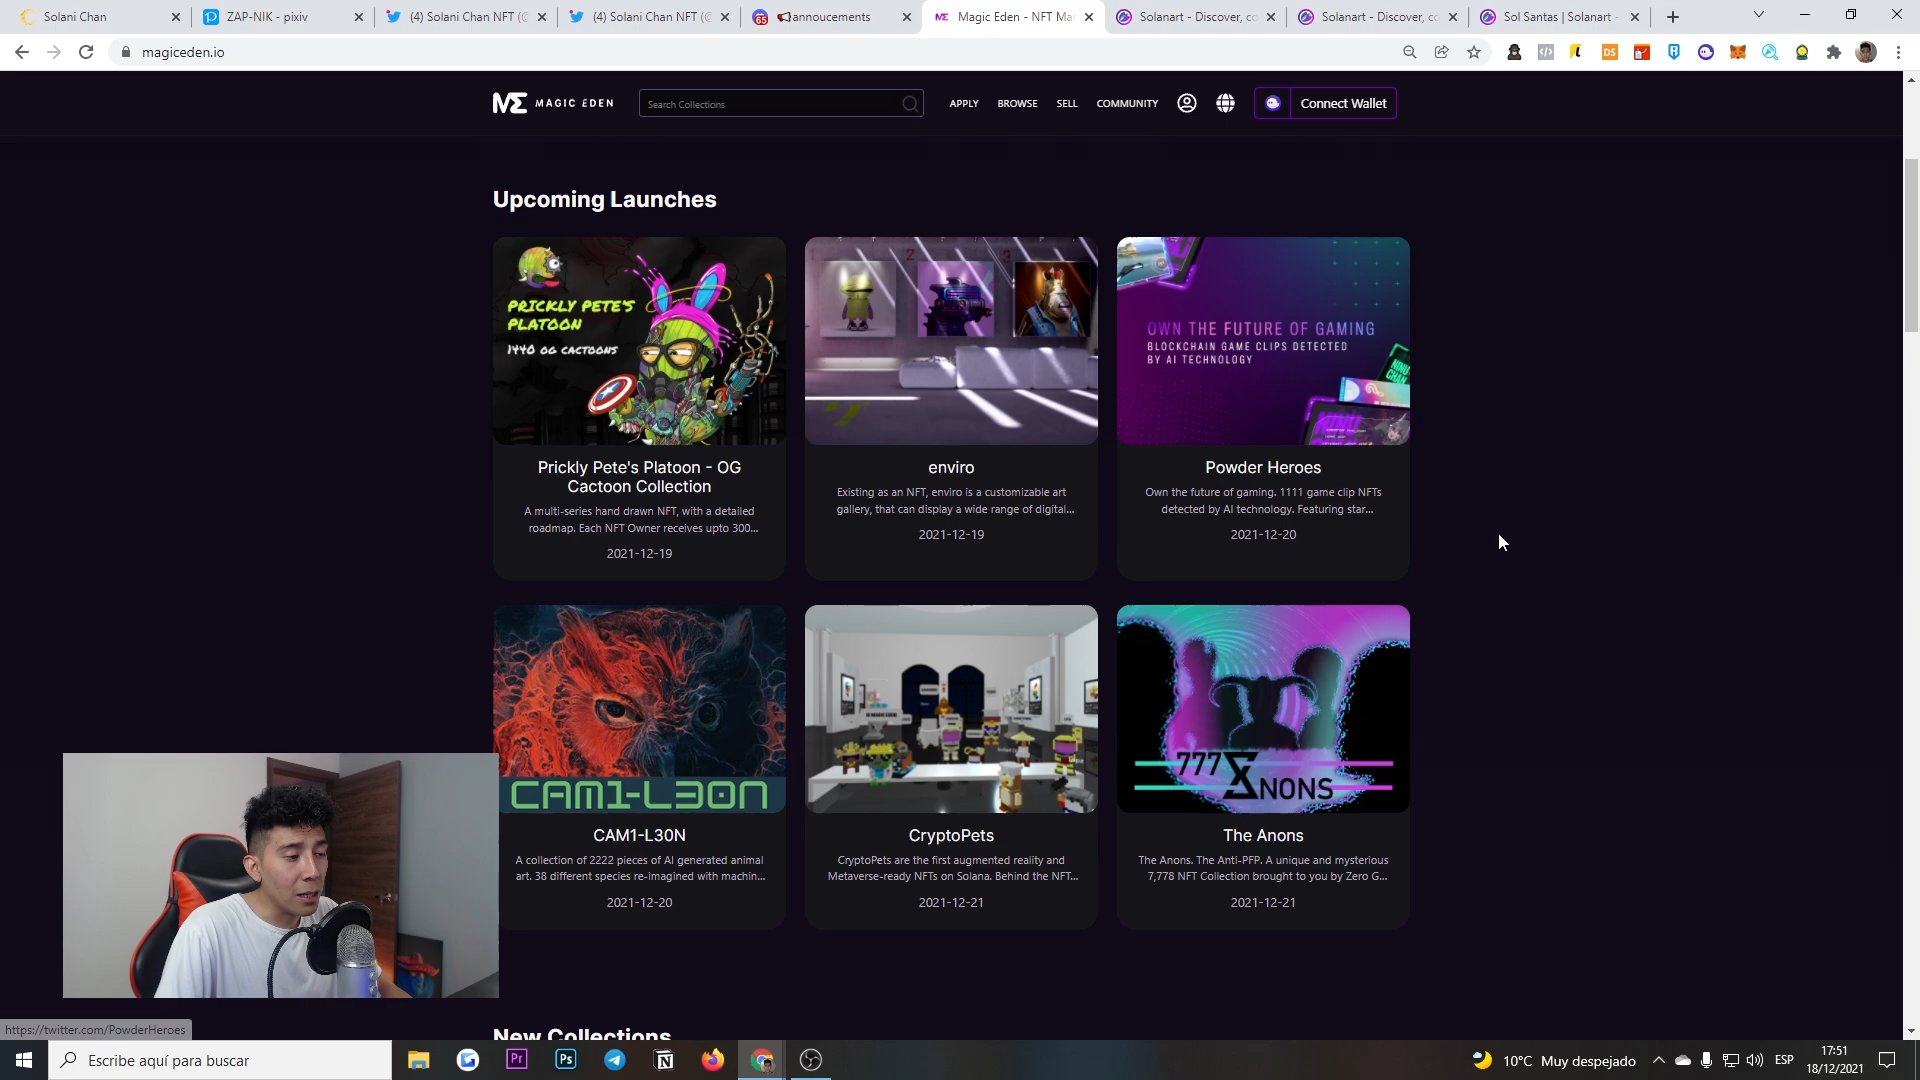 Solani Chan
ZAP-NIK - pixiv
(4) Solani Chan NFT (@
(4) Solani Chan NFT (@
65
annoucements
ME
Magic Eden - NFT Mar
Solanart - Discover, co
Solanart - Discover, co
Sol Santas | Solanart -
magiceden.io
DS
MAGIC EDEN
Search Collections
APPLY
BROWSE
SELL
COMMUNITY
Connect Wallet
Upcoming Launches
PRICKLY PETE'S
PLATOON
1440 OG CACTOONS
OWN THE FUTURE OF GAMING
BLOCKCHAIN GAME CLIPS DETECTED
BY AI TECHNOLOGY
Prickly Pete's Platoon - OG
Cactoon Collection
A multi-series hand drawn NFT, with a detailed
roadmap. Each NFT Owner receives upto 300...
2021-12-19
enviro
Existing as an NFT, enviro is a customizable art
gallery, that can display a wide range of digital...
2021-12-19
Powder Heroes
Own the future of gaming. 1111 game clip NFTs
detected by AI technology. Featuring star...
2021-12-20
CAM1-L30N
777
ANONS
CAM1-L30N
A collection of 2222 pieces of AI generated animal
art. 38 different species re-imagined with machin...
2021-12-20
CryptoPets
CryptoPets are the first augmented reality and
Metaverse-ready NFTs on Solana. Behind the NFT...
2021-12-21
The Anons
The Anons. The Anti-PFP. A unique and mysterious
7,778 NFT Collection brought to you by Zero G...
2021-12-21
New Collections
https://twitter.com/PowderHeroes
Escribe aquí para buscar
Pr
Ps
10°C Muy despejado
ESP
17:51
18/12/2021